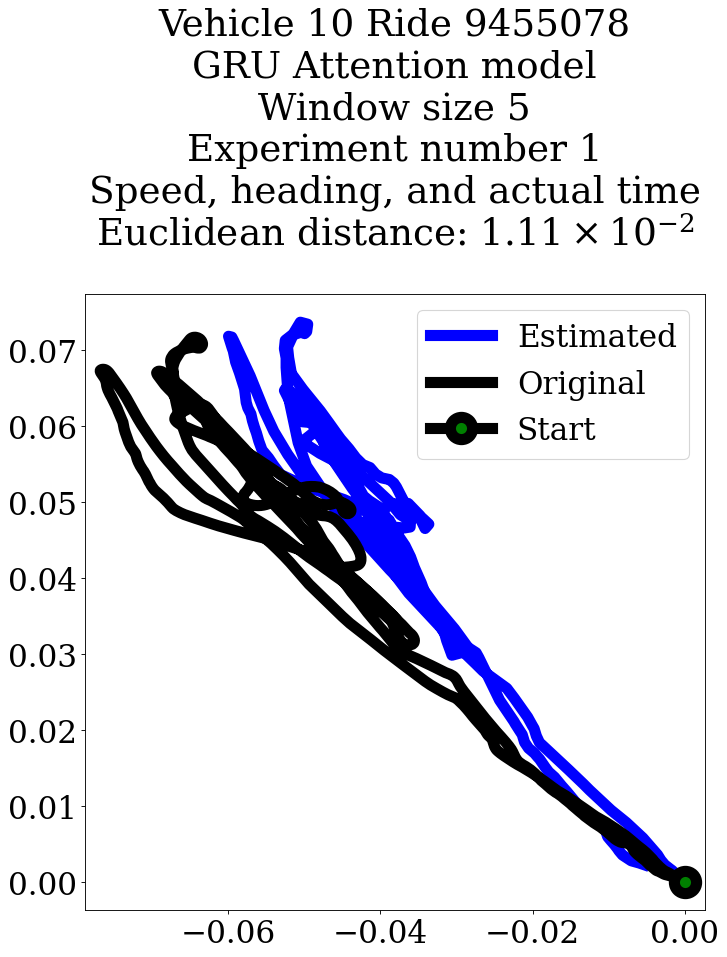 Vehicle 10 Ride 9455078
GRU Attention model
Window size 5
Experiment number 1
Speed, heading, and actual time
Euclidean distance: 1.11 × 10⁻²
Estimated
Original
Start
0.07
0.06
0.05
0.04
0.03
0.02
0.01
0.00
−0.06 −0.04 −0.02 0.00